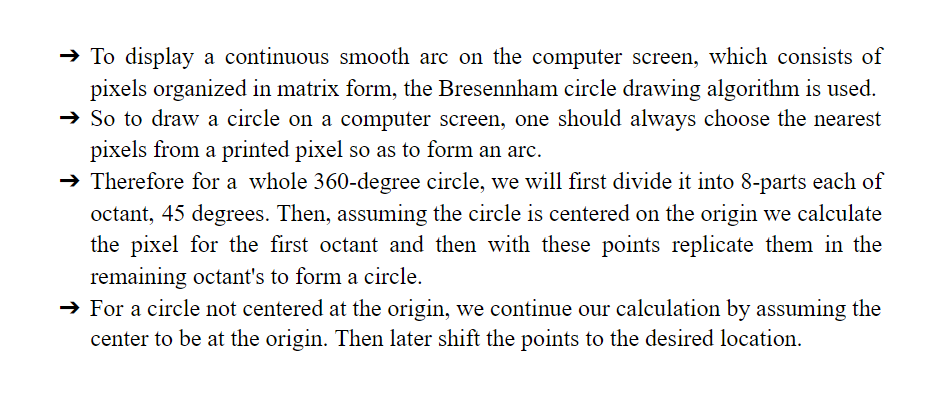 ➔ To display a continuous smooth arc on the computer screen, which consists of
pixels organized in matrix form, the Bresennham circle drawing algorithm is used.
➔ So to draw a circle on a computer screen, one should always choose the nearest
pixels from a printed pixel so as to form an arc.
➔ Therefore for a whole 360-degree circle, we will first divide it into 8-parts each of
octant, 45 degrees. Then, assuming the circle is centered on the origin we calculate
the pixel for the first octant and then with these points replicate them in the
remaining octant's to form a circle.
➔ For a circle not centered at the origin, we continue our calculation by assuming the
center to be at the origin. Then later shift the points to the desired location.